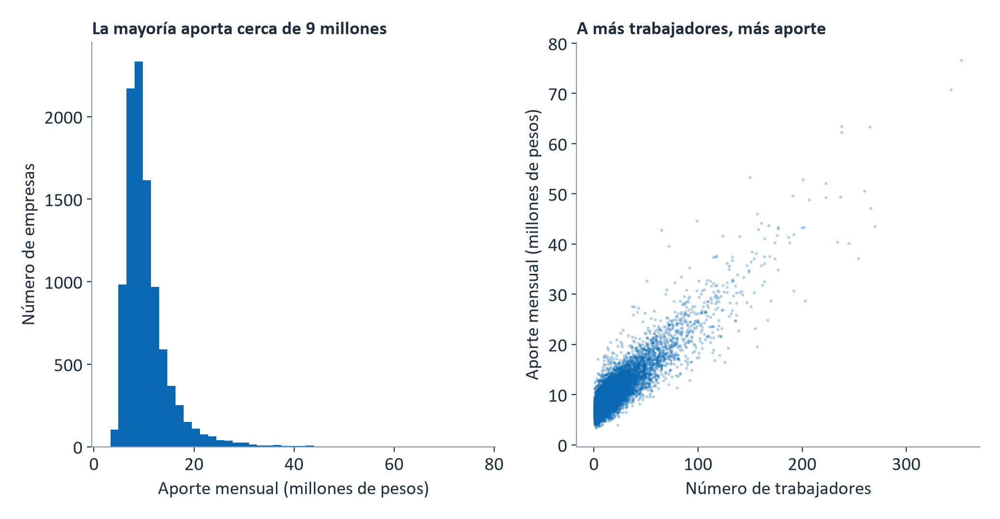 La mayoría aporta cerca de 9 millones
2000
1500
1000
500
0
Número de empresas
0 20 40 60 80
Aporte mensual (millones de pesos)
A más trabajadores, más aporte
80
70
60
50
40
30
20
10
0
Aporte mensual (millones de pesos)
0 100 200 300
Número de trabajadores